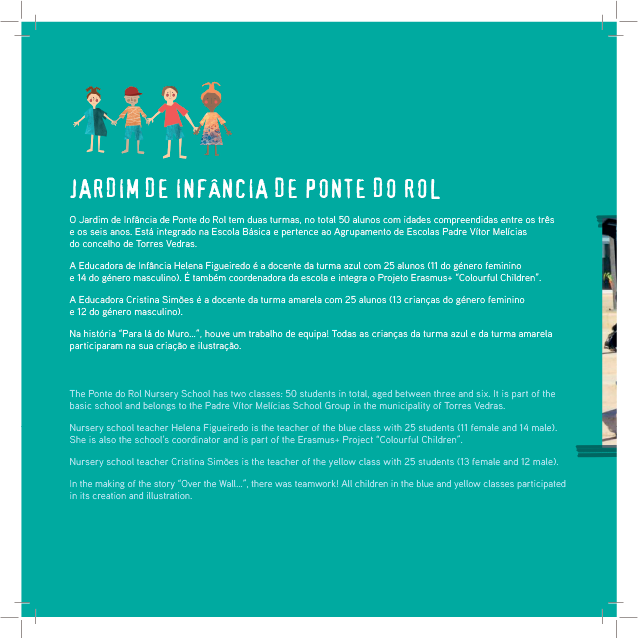 JARDIM DE INFÂNCIA DE PONTE DO ROL
O Jardim de Infância de Ponte do Rol tem duas turmas, no total 50 alunos com idades compreendidas entre os três
e os seis anos. Está integrado na Escola Básica e pertence ao Agrupamento de Escolas Padre Vítor Melícias
do concelho de Torres Vedras.
A Educadora de Infância Helena Figueiredo é a docente da turma azul com 25 alunos (11 do género feminino
e 14 do género masculino). É também coordenadora da escola e integra o Projeto Erasmus+ “Colourful Children”.
A Educadora Cristina Simões é a docente da turma amarela com 25 alunos (13 crianças do género feminino
e 12 do género masculino).
Na história “Para lá do Muro...”, houve um trabalho de equipa! Todas as crianças da turma azul e da turma amarela
participaram na sua criação e ilustração.
The Ponte do Rol Nursery School has two classes: 50 students in total, aged between three and six. It is part of the
basic school and belongs to the Padre Vítor Melícias School Group in the municipality of Torres Vedras.
Nursery school teacher Helena Figueiredo is the teacher of the blue class with 25 students (11 female and 14 male).
She is also the school’s coordinator and is part of the Erasmus+ Project “Colourful Children”.
Nursery school teacher Cristina Simões is the teacher of the yellow class with 25 students (13 female and 12 male).
In the making of the story “Over the Wall...”, there was teamwork! All children in the blue and yellow classes participated
in its creation and illustration.